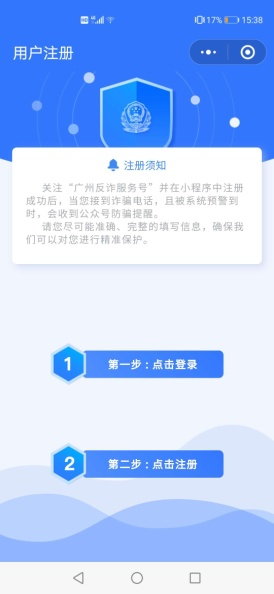 17% 15:38
用户注册
注册须知
关注“广州反诈服务号”并在小程序中注册
成功后，当您接到诈骗电话，且被系统预警到
时，会收到公众号防骗提醒。
请您尽可能准确、完整的填写信息，确保我
们可以对您进行精准保护。
1 第一步：点击登录
2 第二步：点击注册